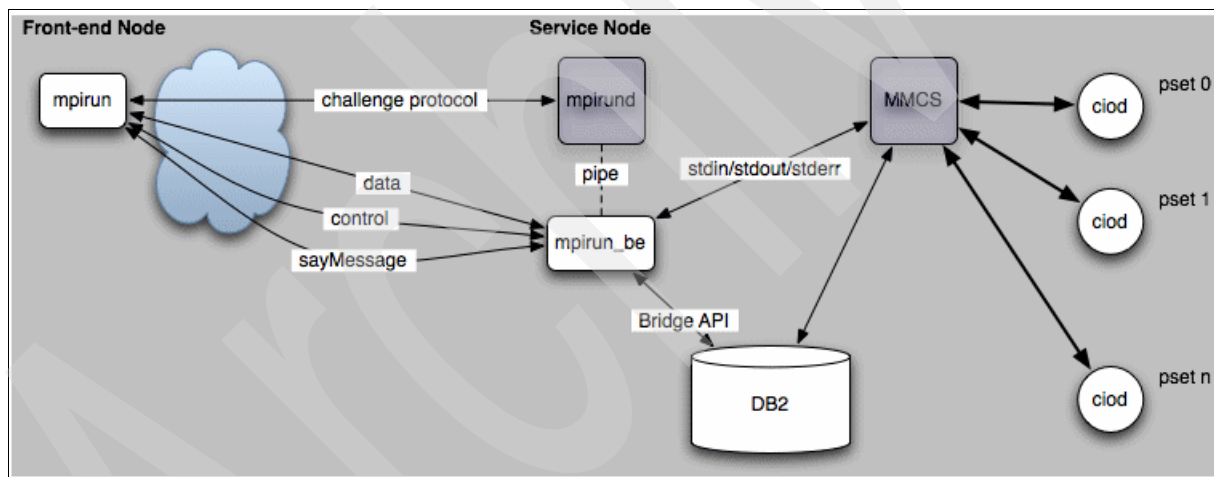 Front-end Node
Service Node
mpirun
challenge protocol
mpirund
MMCS
ciod
pset 0
data
pipe
stdin/stdout/stderr
control
mpirun_be
ciod
pset 1
sayMessage
Bridge API
DB2
ciod
pset n